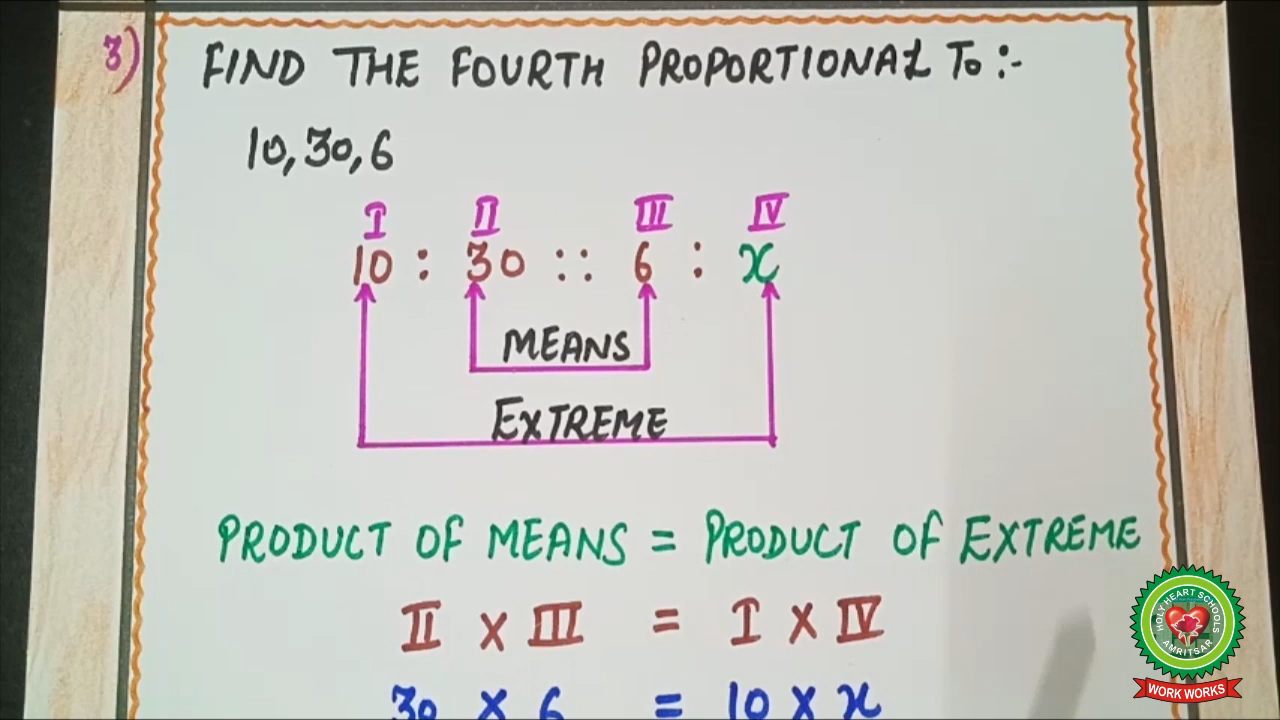 3) FIND THE FOURTH PROPORTIONAL TO :-
10, 30, 6
I II III IV
10 : 30 :: 6 : x
MEANS
EXTREME
PRODUCT OF MEANS = PRODUCT OF EXTREME
II x III = I x IV
30 x 6 = 10 x x
HOLY HEART SCHOOLS
AMRITSAR
WORK WORKS